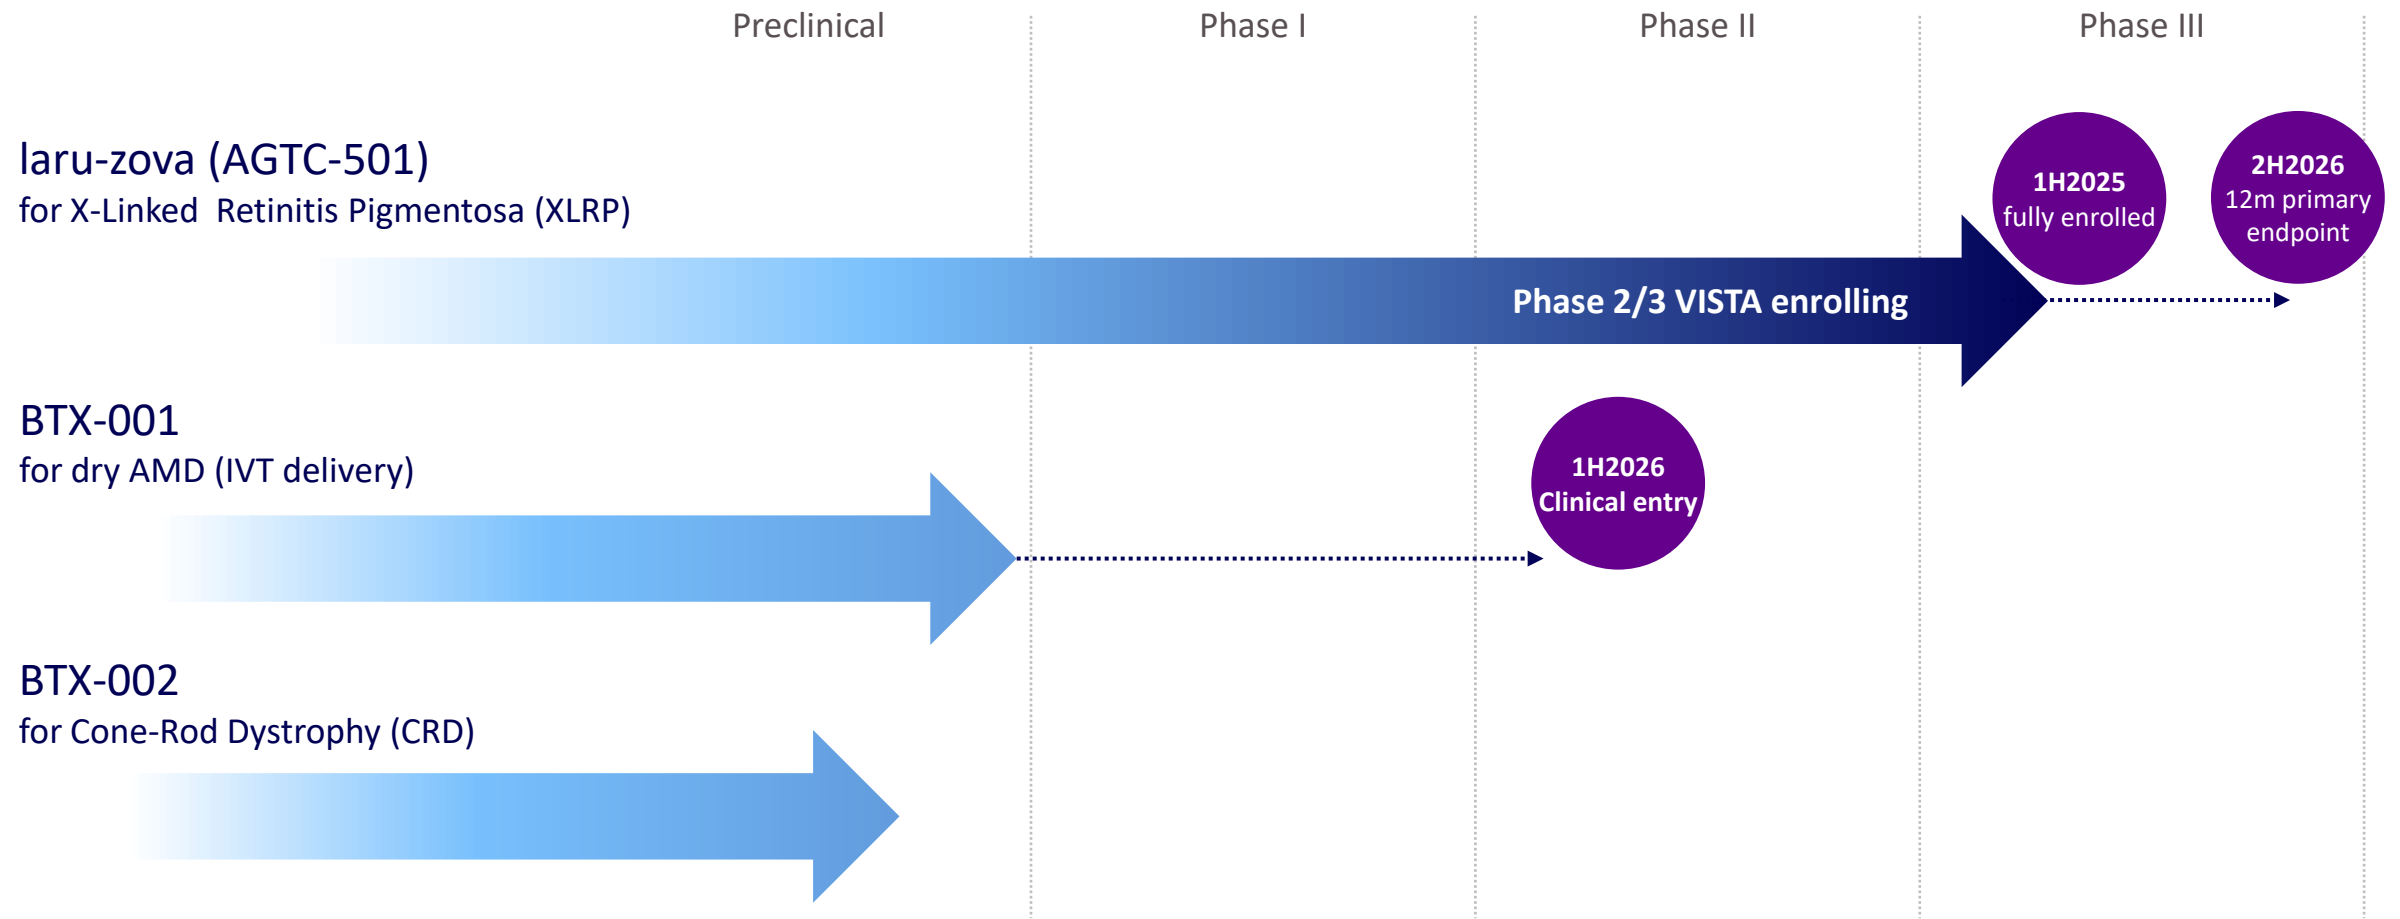 Preclinical
Phase I
Phase II
Phase III
laru-zova (AGTC-501)
for X-Linked  Retinitis Pigmentosa (XLRP)
1H2025
fully enrolled
2H2026
12m primary
endpoint
Phase 2/3 VISTA enrolling
BTX-001
for dry AMD (IVT delivery)
1H2026
Clinical entry
BTX-002
for Cone-Rod Dystrophy (CRD)